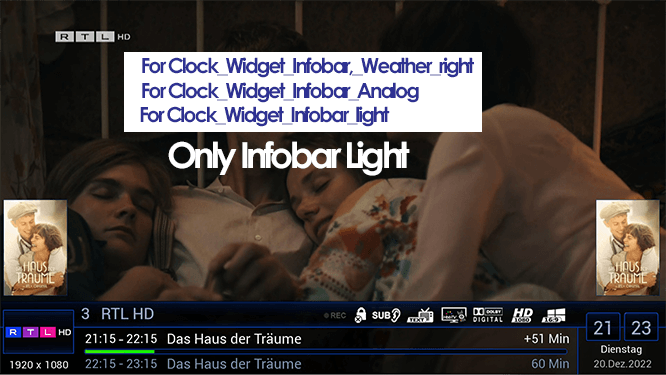 RTL HD
For Clock_Widget_Infobar,_Weather_right
For Clock_Widget_Infobar_Analog
For Clock_Widget_Infobar_light
Only Infobar Light
DAS HAUS DER TRÄUME
DAS HAUS DER TRÄUME
3 RTL HD
REC SUB TEXT DOLBY DIGITAL HD 1080 16:9
RTL HD
21:15 - 22:15 Das Haus der Träume +51 Min
22:15 - 23:15 Das Haus der Träume 60 Min
1920 x 1080
21 23
Dienstag
20.Dez.2022